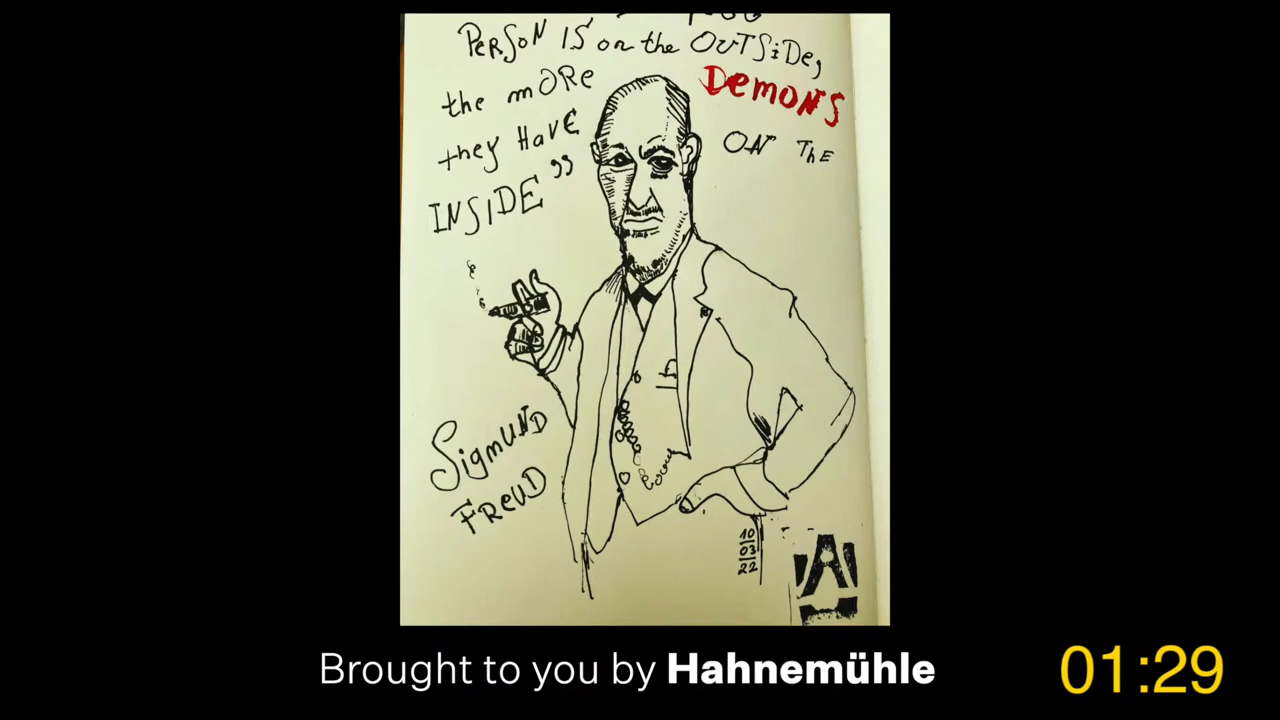 PERSON IS on the OUTSiDe,
the mORe DemONS
they HavE ON THE
INSIDE”
SigmUND
FReUD
10
03
22
Brought to you by Hahnemühle
01:29